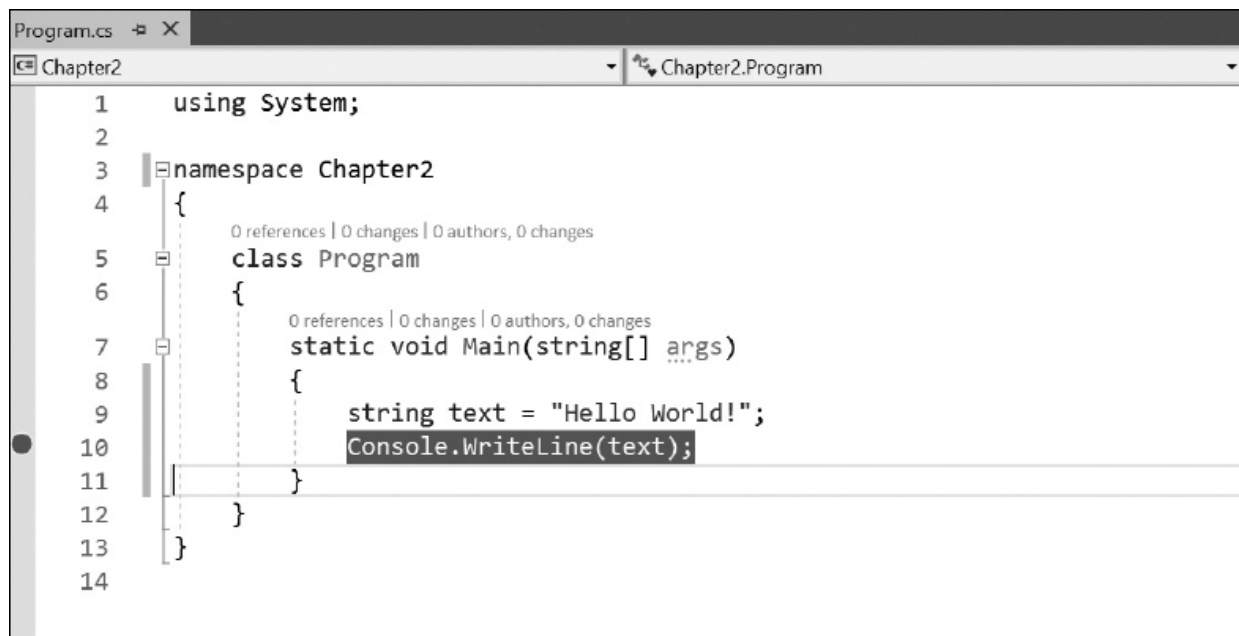 Program.cs
C# Chapter2 Chapter2.Program
1 using System;
2
3 namespace Chapter2
4 {
0 references | 0 changes | 0 authors, 0 changes
5 class Program
6 {
0 references | 0 changes | 0 authors, 0 changes
7 static void Main(string[] args)
8 {
9 string text = "Hello World!";
10 Console.WriteLine(text);
11 }
12 }
13 }
14